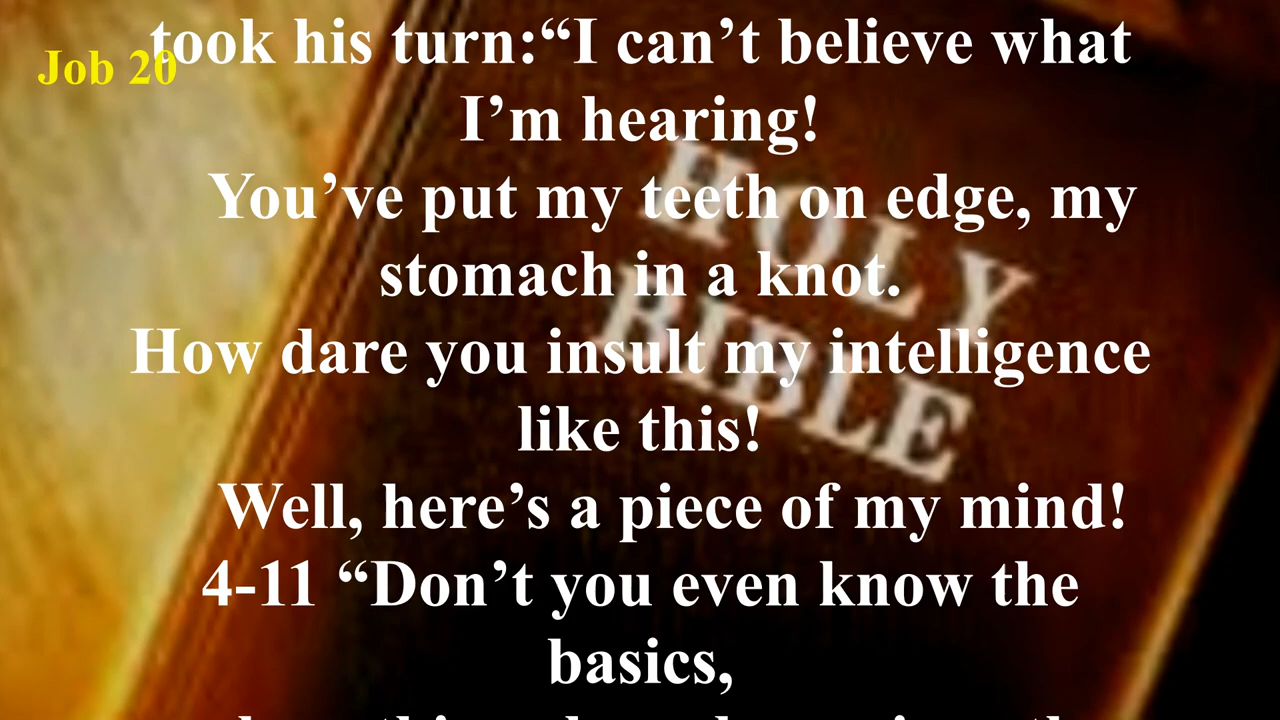 took his turn:“I can’t believe what
Job 20
I’m hearing!
You’ve put my teeth on edge, my
stomach in a knot.
How dare you insult my intelligence
like this!
Well, here’s a piece of my mind!
4-11 “Don’t you even know the
basics,
HOLY
BIBLE